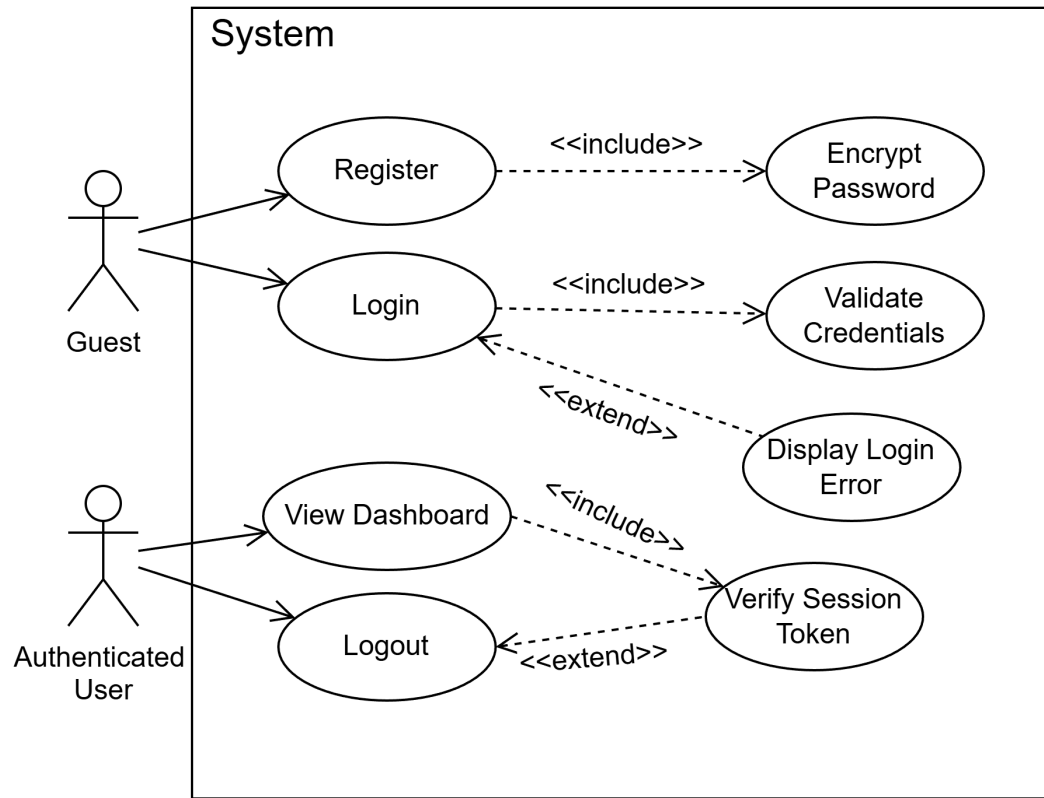 System
Register
<<include>>
Encrypt
Password
Guest
Login
<<include>>
Validate
Credentials
<<extend>>
Display Login
Error
Authenticated
User
View Dashboard
<<include>>
Verify Session
Token
Logout
<<extend>>